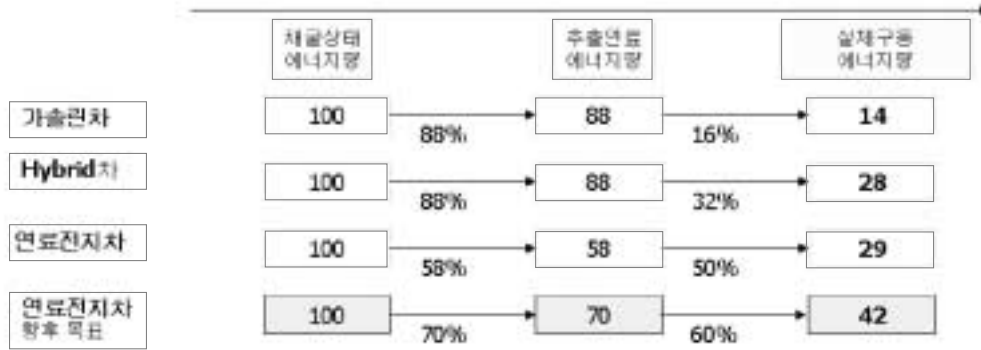 채굴상태
에너지량
추출연료
에너지량
실제구동
에너지량
가솔린차
100
88%
88
16%
14
Hybrid차
100
88%
88
32%
28
연료전지차
100
58%
58
50%
29
연료전지차
향후 목표
100
70%
70
60%
42